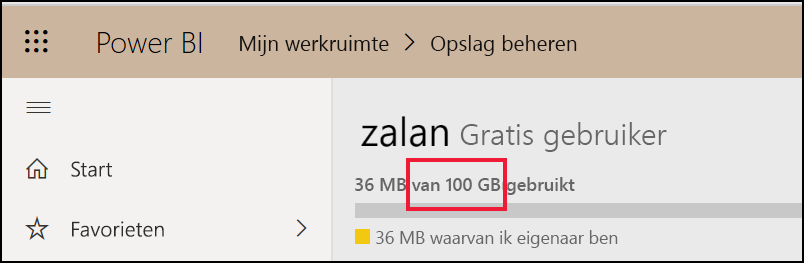 Power BI Mijn werkruimte > Opslag beheren
zalan Gratis gebruiker
Start
36 MB van 100 GB gebruikt
Favorieten
36 MB waarvan ik eigenaar ben